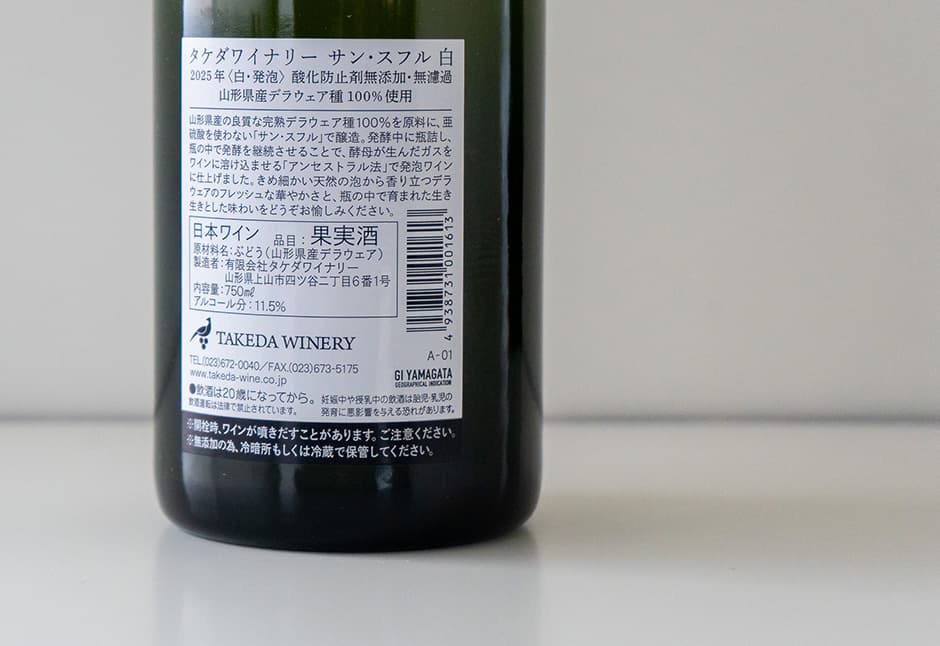 タケダワイナリー サン・スフル 白
2025年〈白・発泡〉 酸化防止剤無添加・無濾過
山形県産デラウェア種100%使用
山形県産の良質な完熟デラウェア種100%を原料に、亜
硫酸を使わない「サン・スフル」で醸造。発酵中に瓶詰し、
瓶の中で発酵を継続させることで、酵母が生んだガスを
ワインに溶け込ませる「アンセストラル法」で発泡ワイン
に仕上げました。きめ細かい天然の泡から香り立つデラ
ウェアのフレッシュな華やかさと、瓶の中で育まれた生き
生きとした味わいをどうぞお愉しみください。
日本ワイン 品目：果実酒
原材料名：ぶどう（山形県産デラウェア）
製造者：有限会社タケダワイナリー
山形県上山市四ツ谷二丁目6番1号
内容量：750㎖
アルコール分：11.5%
4 938731 001613
TAKEDA WINERY
A-01
TEL.(023)672-0040／FAX.(023)673-5175
www.takeda-wine.co.jp
GI YAMAGATA
GEOGRAPHICAL INDICATION
●飲酒は20歳になってから。
飲酒運転は法律で禁止されています。
妊娠中や授乳中の飲酒は胎児・乳児の
発育に悪影響を与える恐れがあります。
※開栓時、ワインが噴きだすことがあります。ご注意ください。
※無添加の為、冷暗所もしくは冷蔵で保管してください。